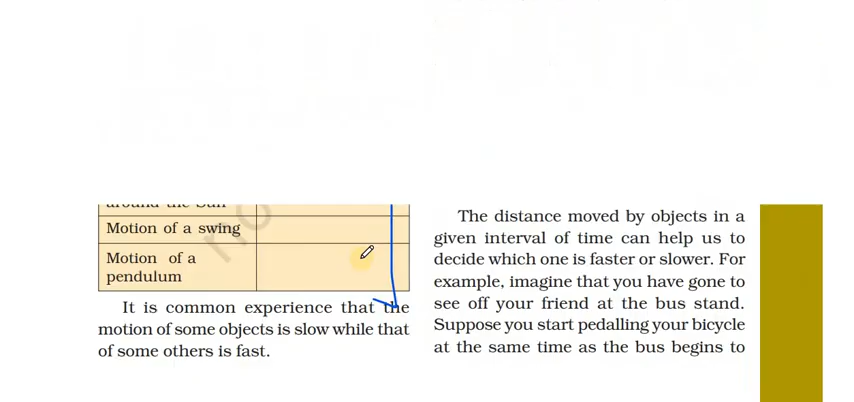 around the Sun
Motion of a swing
Motion of a
pendulum
It is common experience that the
motion of some objects is slow while that
of some others is fast.
The distance moved by objects in a
given interval of time can help us to
decide which one is faster or slower. For
example, imagine that you have gone to
see off your friend at the bus stand.
Suppose you start pedalling your bicycle
at the same time as the bus begins to